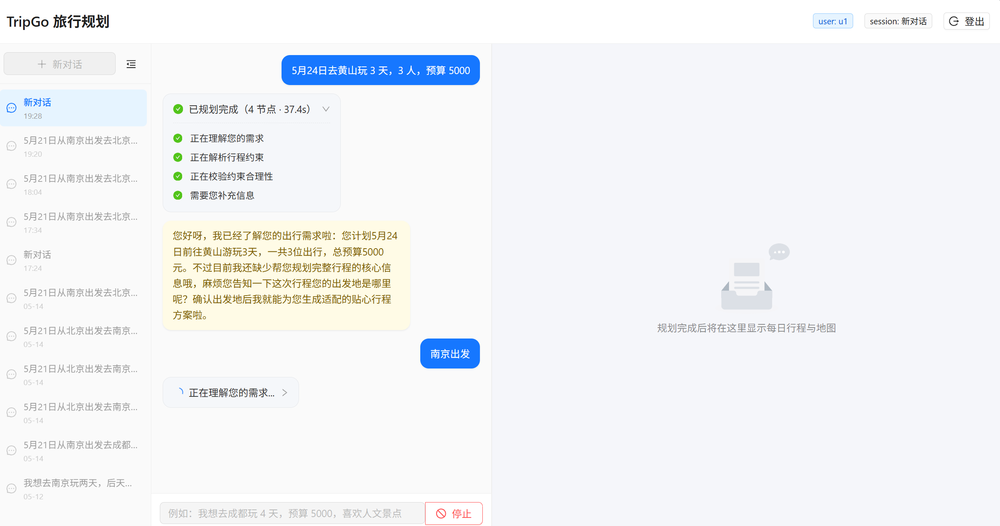 TripGo 旅行规划
user: u1
session: 新对话
登出
新对话
新对话
19:28
5月21日从南京出发去北京...
19:20
5月21日从南京出发去北京...
18:04
5月21日从南京出发去北京...
17:34
新对话
17:24
5月21日从南京出发去北京...
05-14
5月21日从北京出发去南京...
05-14
5月21日从北京出发去南京...
05-14
5月21日从北京出发去南京...
05-14
5月21日从南京出发去成都...
05-14
我想去南京玩两天，后天...
05-12
5月24日去黄山玩 3 天，3 人，预算 5000
已规划完成（4 节点 · 37.4s）
正在理解您的需求
正在解析行程约束
正在校验约束合理性
需要您补充信息
您好呀，我已经了解您的出行需求啦：您计划5月24
日前往黄山游玩3天，一共3位出行，总预算5000
元。不过目前我还缺少帮您规划完整行程的核心信
息哦，麻烦您告知一下这次行程您的出发地是哪里
呢？确认出发地后我就能为您生成适配的贴心行程
方案啦。
南京出发
正在理解您的需求...
例如：我想去成都玩 4 天，预算 5000，喜欢人文景点
停止
规划完成后将在这里显示每日行程与地图